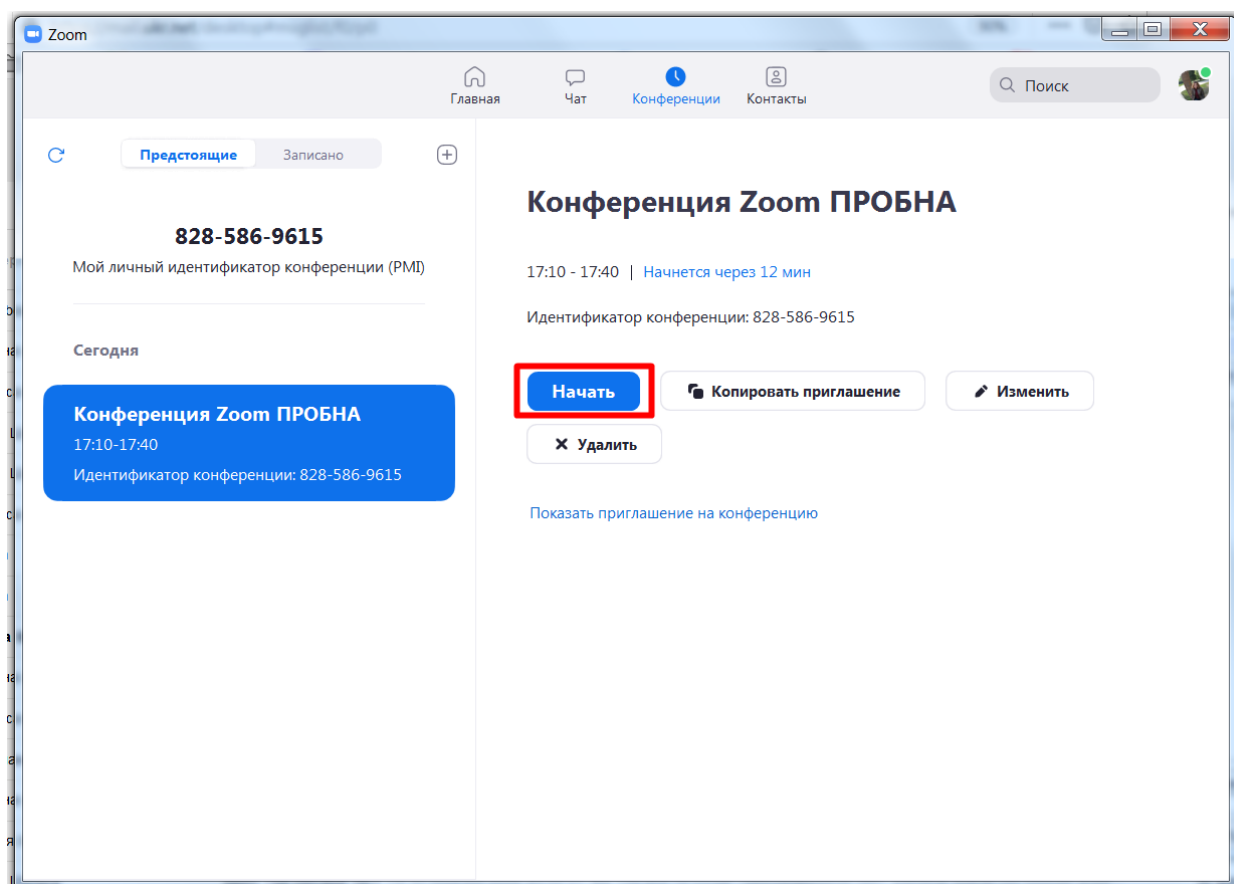 Zoom
Главная
Чат
Конференции
Контакты
Поиск
Предстоящие
Записано
828-586-9615
Мой личный идентификатор конференции (PMI)
Сегодня
Конференция Zoom ПРОБНА
17:10-17:40
Идентификатор конференции: 828-586-9615
Конференция Zoom ПРОБНА
17:10 - 17:40 | Начнется через 12 мин
Идентификатор конференции: 828-586-9615
Начать
Копировать приглашение
Изменить
Удалить
Показать приглашение на конференцию